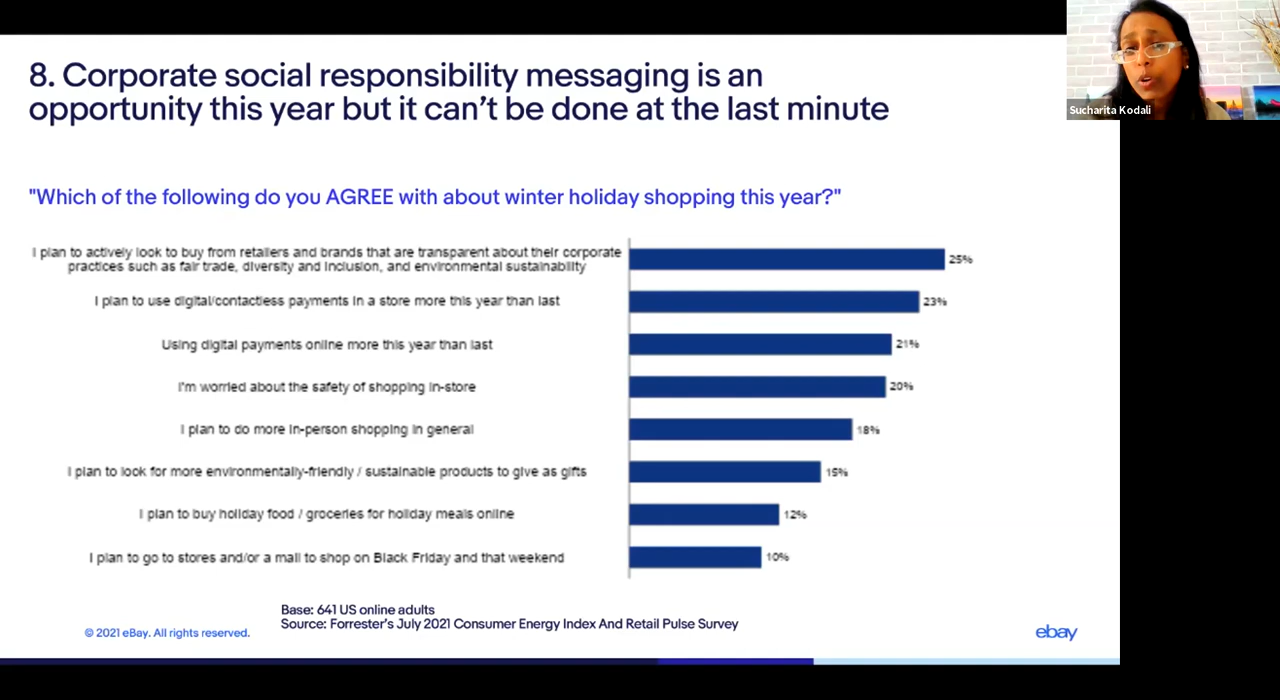 8. Corporate social responsibility messaging is an
opportunity this year but it can't be done at the last minute
Sucharita Kodali
"Which of the following do you AGREE with about winter holiday shopping this year?"
I plan to actively look to buy from retailers and brands that are transparent about their corporate
practices such as fair trade, diversity and inclusion, and environmental sustainability
25%
I plan to use digital/contactless payments in a store more this year than last
23%
Using digital payments online more this year than last
21%
I'm worried about the safety of shopping in-store
20%
I plan to do more in-person shopping in general
18%
I plan to look for more environmentally-friendly / sustainable products to give as gifts
15%
I plan to buy holiday food / groceries for holiday meals online
12%
I plan to go to stores and/or a mall to shop on Black Friday and that weekend
10%
Base: 641 US online adults
Source: Forrester's July 2021 Consumer Energy Index And Retail Pulse Survey
© 2021 eBay. All rights reserved.
ebay